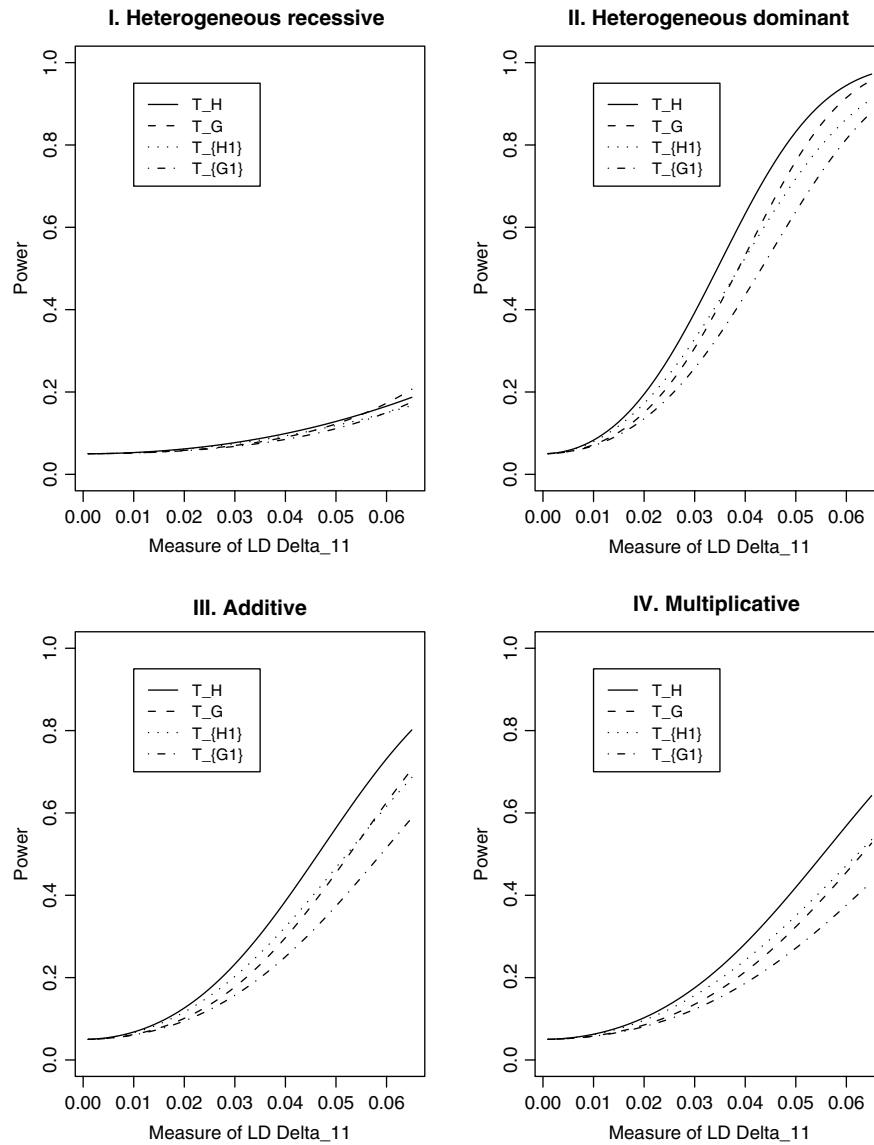 I. Heterogeneous recessive
Power
0.0 0.2 0.4 0.6 0.8 1.0
T_H
T_G
T_{H1}
T_{G1}
0.00 0.01 0.02 0.03 0.04 0.05 0.06
Measure of LD Delta_11
II. Heterogeneous dominant
Power
0.0 0.2 0.4 0.6 0.8 1.0
T_H
T_G
T_{H1}
T_{G1}
0.00 0.01 0.02 0.03 0.04 0.05 0.06
Measure of LD Delta_11
III. Additive
Power
0.0 0.2 0.4 0.6 0.8 1.0
T_H
T_G
T_{H1}
T_{G1}
0.00 0.01 0.02 0.03 0.04 0.05 0.06
Measure of LD Delta_11
IV. Multiplicative
Power
0.0 0.2 0.4 0.6 0.8 1.0
T_H
T_G
T_{H1}
T_{G1}
0.00 0.01 0.02 0.03 0.04 0.05 0.06
Measure of LD Delta_11